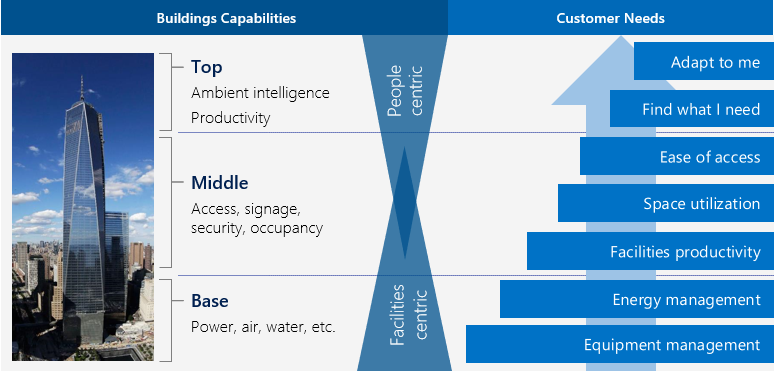 Buildings Capabilities
Customer Needs
Top
Ambient intelligence
Productivity
Middle
Access, signage,
security, occupancy
Base
Power, air, water, etc.
People
centric
Facilities
centric
Adapt to me
Find what I need
Ease of access
Space utilization
Facilities productivity
Energy management
Equipment management